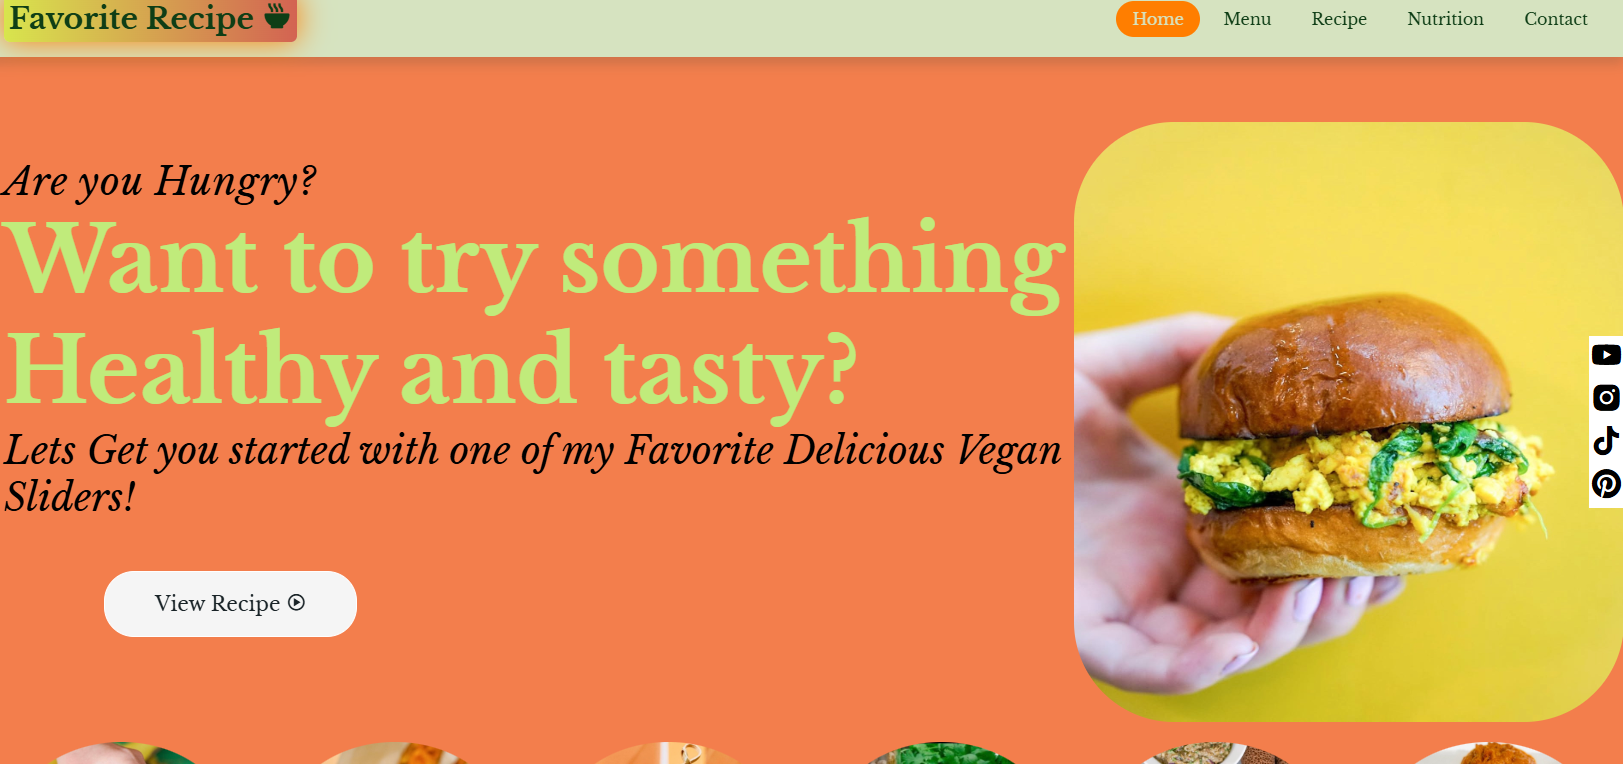 Favorite Recipe
Home Menu Recipe Nutrition Contact
Are you Hungry?
Want to try something
Healthy and tasty?
Lets Get you started with one of my Favorite Delicious Vegan
Sliders!
View Recipe